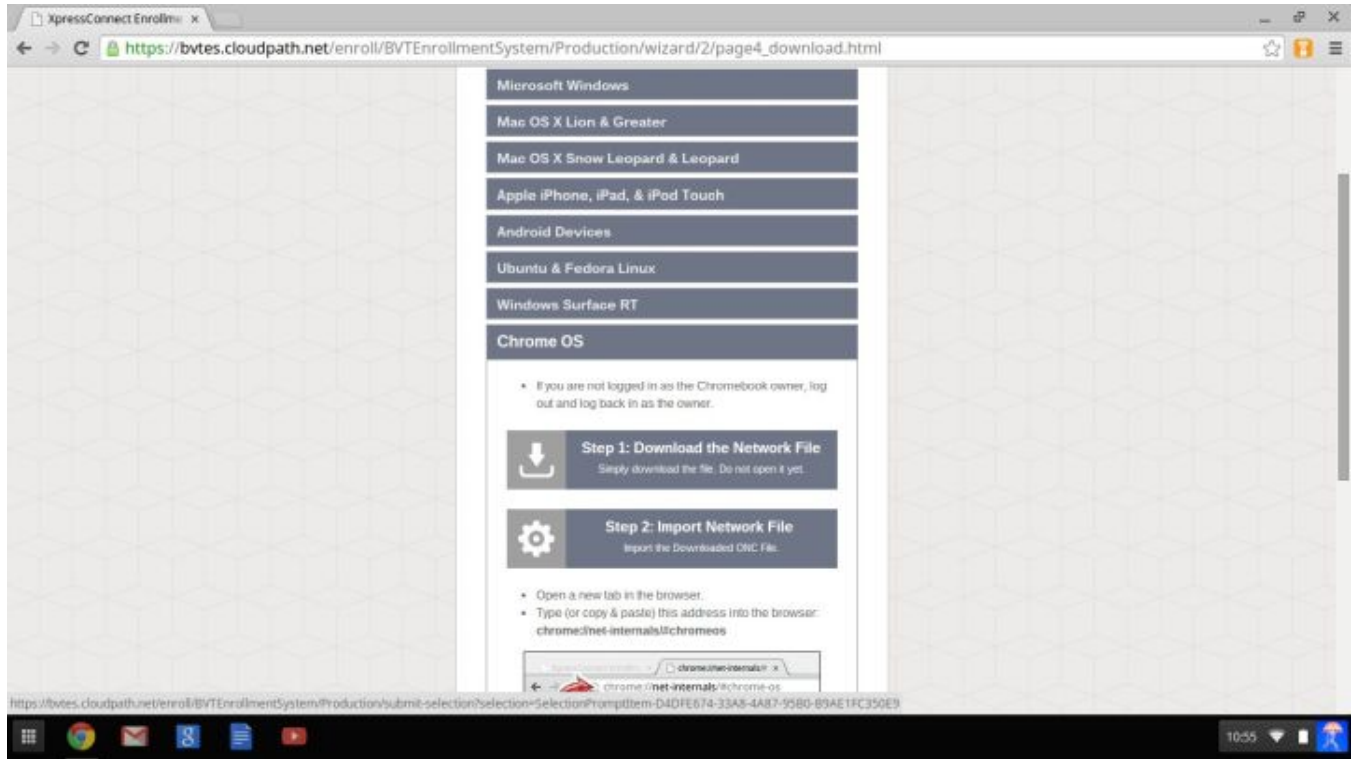 XpressConnect Enrollme
https://bvtes.cloudpath.net/enroll/BVTEnrollmentSystem/Production/wizard/2/page4_download.html
Microsoft Windows
Mac OS X Lion & Greater
Mac OS X Snow Leopard & Leopard
Apple iPhone, iPad, & iPod Touch
Android Devices
Ubuntu & Fedora Linux
Windows Surface RT
Chrome OS
• If you are not logged in as the Chromebook owner, log
out and log back in as the owner.
Step 1: Download the Network File
Simply download the file. Do not open it yet.
Step 2: Import Network File
Import the Downloaded ONC File.
• Open a new tab in the browser.
• Type (or copy & paste) this address into the browser:
chrome://net-internals/#chromeos
chrome://net-internals/#
chrome://net-internals/#chrome-os
https://bvtes.cloudpath.net/enroll/BVTEnrollmentSystem/Production/submit-selection?selection=SelectionPromptItem-D4DFE674-33A8-4A87-95B0-B9AE1FC350E9
8
10:55